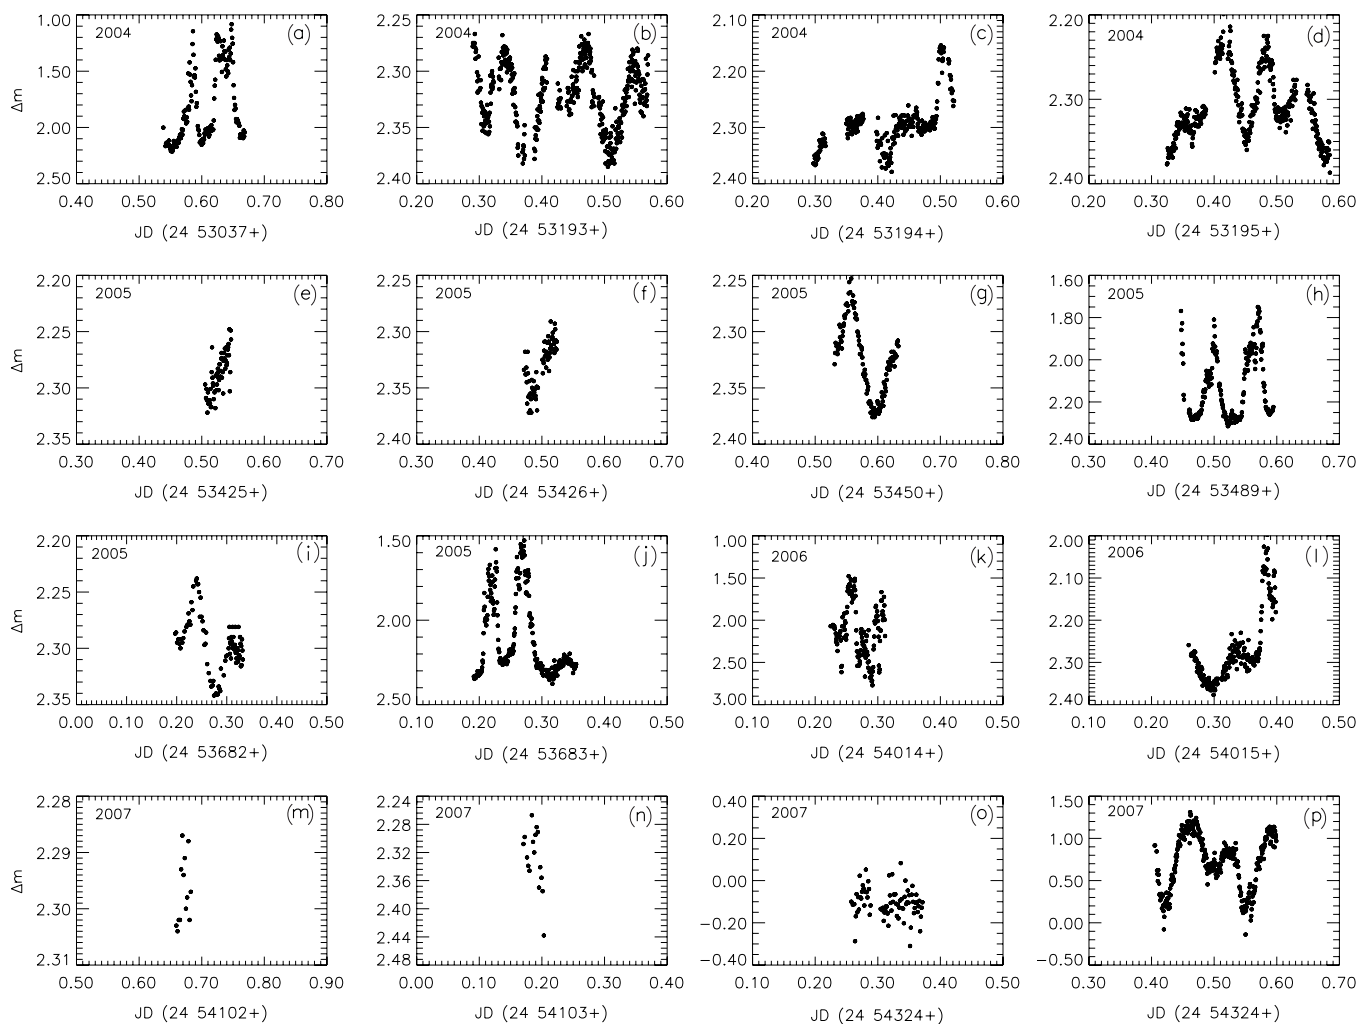 2004 (a)
1.00
1.50
2.00
2.50
Δm
0.40 0.50 0.60 0.70 0.80
JD (24 53037+)
2004 (b)
2.25
2.30
2.35
2.40
0.20 0.30 0.40 0.50 0.60
JD (24 53193+)
2004 (c)
2.10
2.20
2.30
2.40
0.20 0.30 0.40 0.50 0.60
JD (24 53194+)
2004 (d)
2.20
2.30
2.40
0.20 0.30 0.40 0.50 0.60
JD (24 53195+)
2005 (e)
2.20
2.25
2.30
2.35
Δm
0.30 0.40 0.50 0.60 0.70
JD (24 53425+)
2005 (f)
2.25
2.30
2.35
2.40
0.30 0.40 0.50 0.60 0.70
JD (24 53426+)
2005 (g)
2.25
2.30
2.35
2.40
0.40 0.50 0.60 0.70 0.80
JD (24 53450+)
2005 (h)
1.60
1.80
2.00
2.20
2.40
0.30 0.40 0.50 0.60 0.70
JD (24 53489+)
2005 (i)
2.20
2.25
2.30
2.35
Δm
0.00 0.10 0.20 0.30 0.40 0.50
JD (24 53682+)
2005 (j)
1.50
2.00
2.50
0.10 0.20 0.30 0.40 0.50
JD (24 53683+)
2006 (k)
1.00
1.50
2.00
2.50
3.00
0.10 0.20 0.30 0.40 0.50
JD (24 54014+)
2006 (l)
2.00
2.10
2.20
2.30
2.40
0.10 0.20 0.30 0.40 0.50
JD (24 54015+)
2007 (m)
2.28
2.29
2.30
2.31
Δm
0.50 0.60 0.70 0.80 0.90
JD (24 54102+)
2007 (n)
2.24
2.28
2.32
2.36
2.40
2.44
2.48
0.00 0.10 0.20 0.30 0.40
JD (24 54103+)
2007 (o)
0.40
0.20
0.00
−0.20
−0.40
0.10 0.20 0.30 0.40 0.50
JD (24 54324+)
2007 (p)
1.50
1.00
0.50
0.00
−0.50
0.30 0.40 0.50 0.60 0.70
JD (24 54324+)